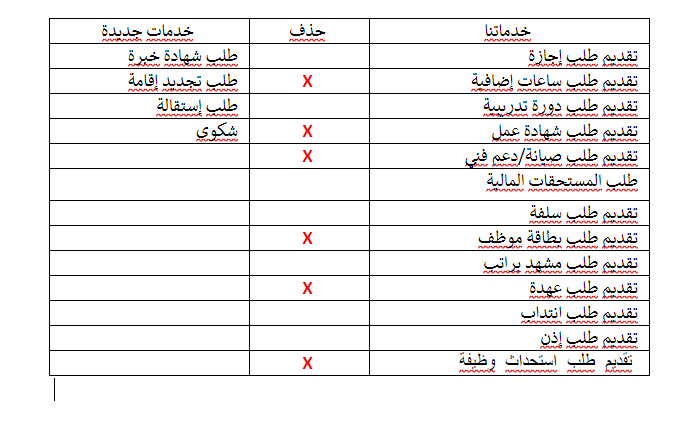 خدماتنا حذف خدمات جديدة
تقديم طلب إجازة طلب شهادة خبرة
تقديم طلب ساعات إضافية X طلب تجديد إقامة
تقديم طلب دورة تدريبية طلب إستقالة
تقديم طلب شهادة عمل X شكوى
تقديم طلب صيانة/دعم فني X
طلب المستحقات المالية
تقديم طلب سلفة
تقديم طلب بطاقة موظف X
تقديم طلب مشهد براتب
تقديم طلب عهدة X
تقديم طلب انتداب
تقديم طلب إذن
تقديم طلب استحداث وظيفة X